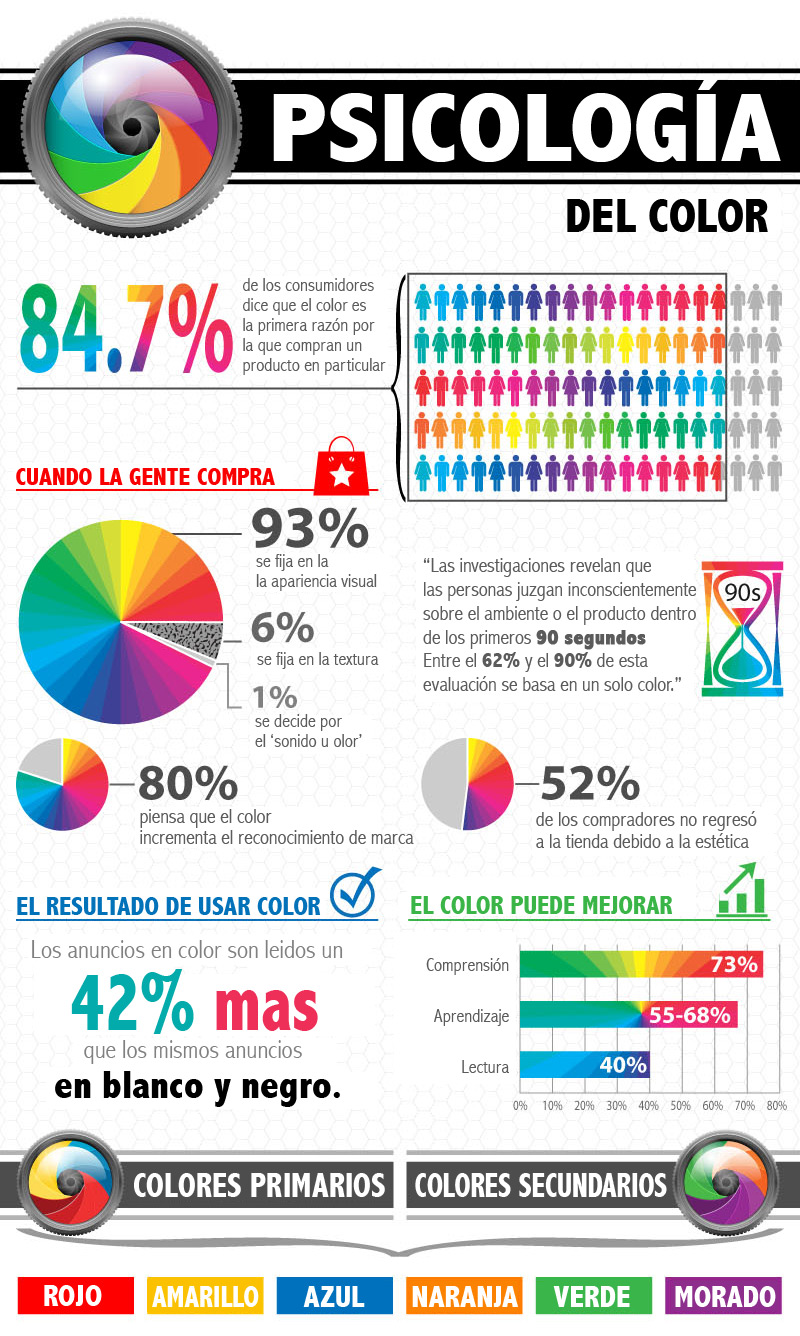 PSICOLOGÍA
DEL COLOR
84.7%
de los consumidores
dice que el color es
la primera razón por
la que compran un
producto en particular
CUANDO LA GENTE COMPRA
93%
se fija en la
la apariencia visual
6%
se fija en la textura
1%
se decide por
el ‘sonido u olor’
“Las investigaciones revelan que
las personas juzgan inconscientemente
sobre el ambiente o el producto dentro
de los primeros 90 segundos
Entre el 62% y el 90% de esta
evaluación se basa en un solo color.”
90s
80%
piensa que el color
incrementa el reconocimiento de marca
52%
de los compradores no regresó
a la tienda debido a la estética
EL RESULTADO DE USAR COLOR
Los anuncios en color son leidos un
42% mas
que los mismos anuncios
en blanco y negro.
EL COLOR PUEDE MEJORAR
Comprensión 73%
Aprendizaje 55-68%
Lectura 40%
0% 10% 20% 30% 40% 50% 60% 70% 80%
COLORES PRIMARIOS
COLORES SECUNDARIOS
ROJO AMARILLO AZUL NARANJA VERDE MORADO